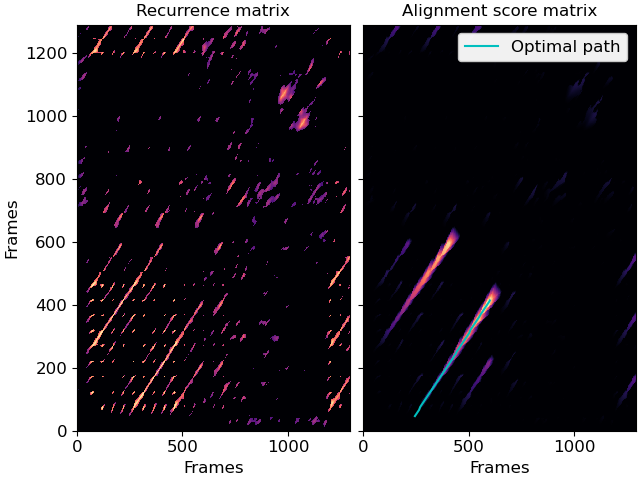 Recurrence matrix
Alignment score matrix
Optimal path
1200
1000
800
600
400
200
0
Frames
0 500 1000
0 500 1000
Frames
Frames